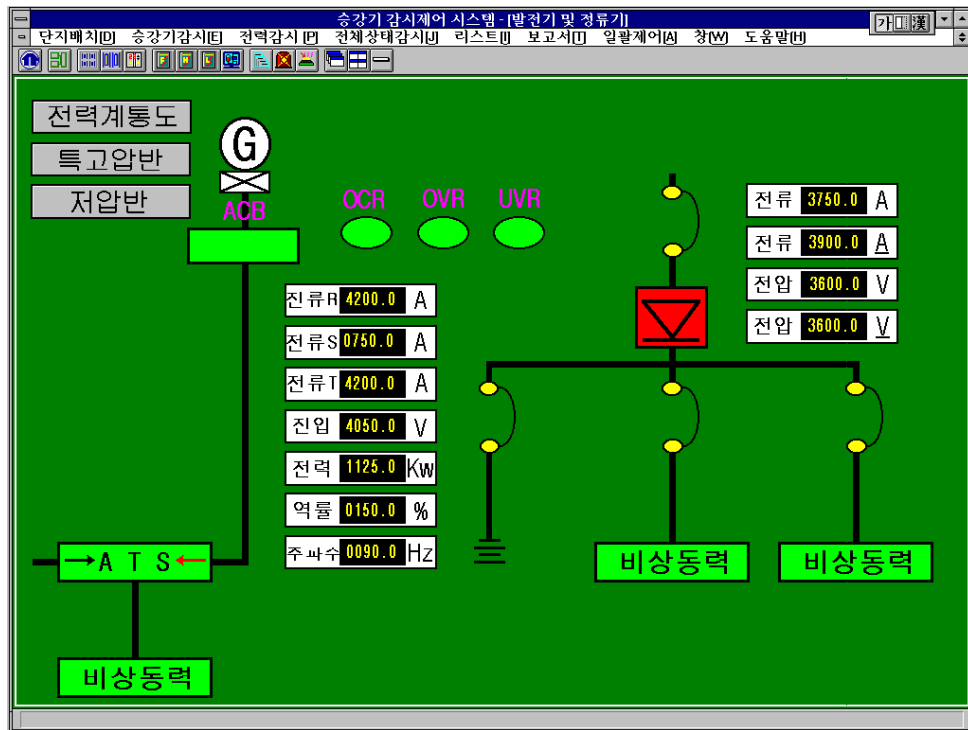 승강기 감시제어 시스템 - [발전기 및 정류기]
가 漢
단지배치[D] 승강기감시[E] 전력감시[P] 전체상태감시[J] 리스트[I] 보고서[T] 일괄제어[A] 창[W] 도움말[H]
전력계통도
특고압반
저압반
G
ACB
OCR OVR UVR
전류 3750.0 A
전류 3900.0 A
전압 3600.0 V
전압 3600.0 V
진류R 4200.0 A
전류S 0750.0 A
전류T 4200.0 A
진입 4050.0 V
전력 1125.0 Kw
역률 0150.0 %
주파수 0090.0 Hz
→A T S←
비상동력 비상동력
비상동력